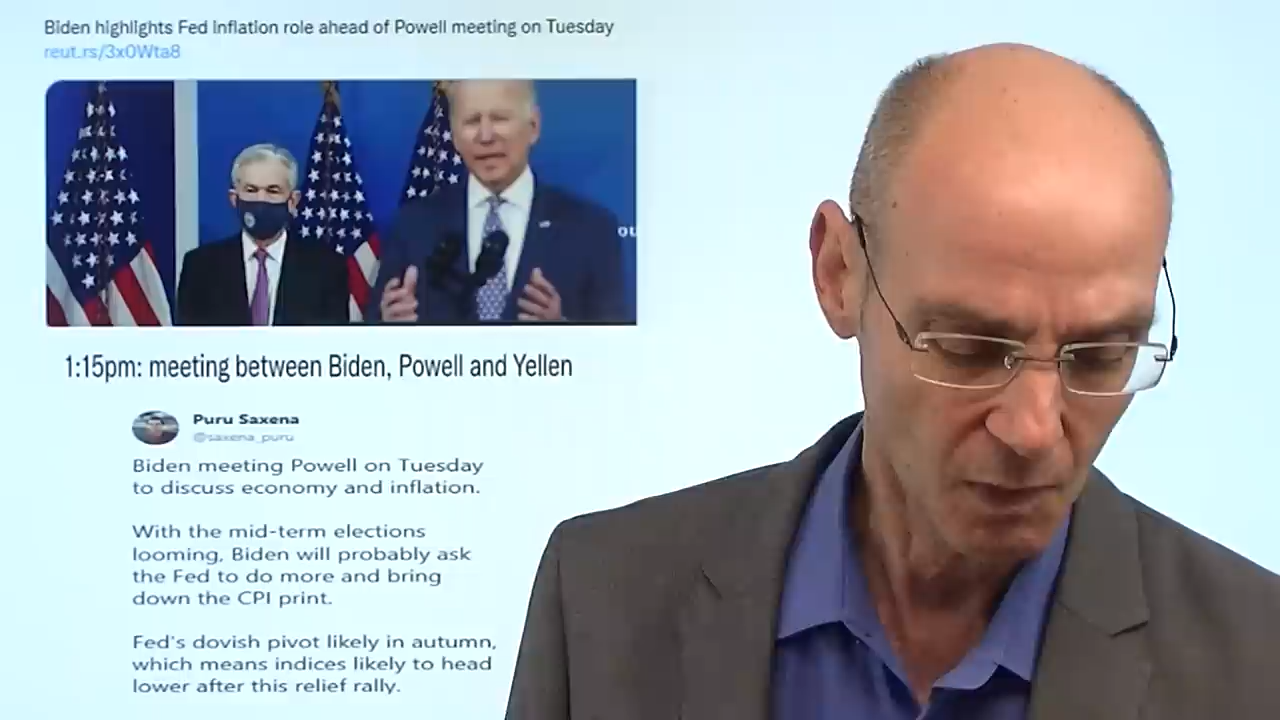 Biden highlights Fed inflation role ahead of Powell meeting on Tuesday
reut.rs/3x0Wta8
ou
1:15pm: meeting between Biden, Powell and Yellen
Puru Saxena
@saxena_puru
Biden meeting Powell on Tuesday
to discuss economy and inflation.
With the mid-term elections
looming, Biden will probably ask
the Fed to do more and bring
down the CPI print.
Fed's dovish pivot likely in autumn,
which means indices likely to head
lower after this relief rally.